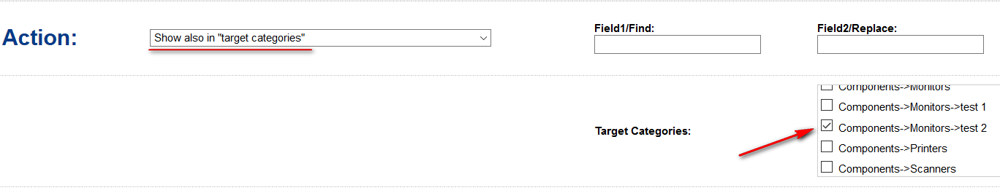 Action:
Show also in "target categories"
Field1/Find:
Field2/Replace:
Target Categories:
Components->Monitors
Components->Monitors->test 1
Components->Monitors->test 2
Components->Printers
Components->Scanners